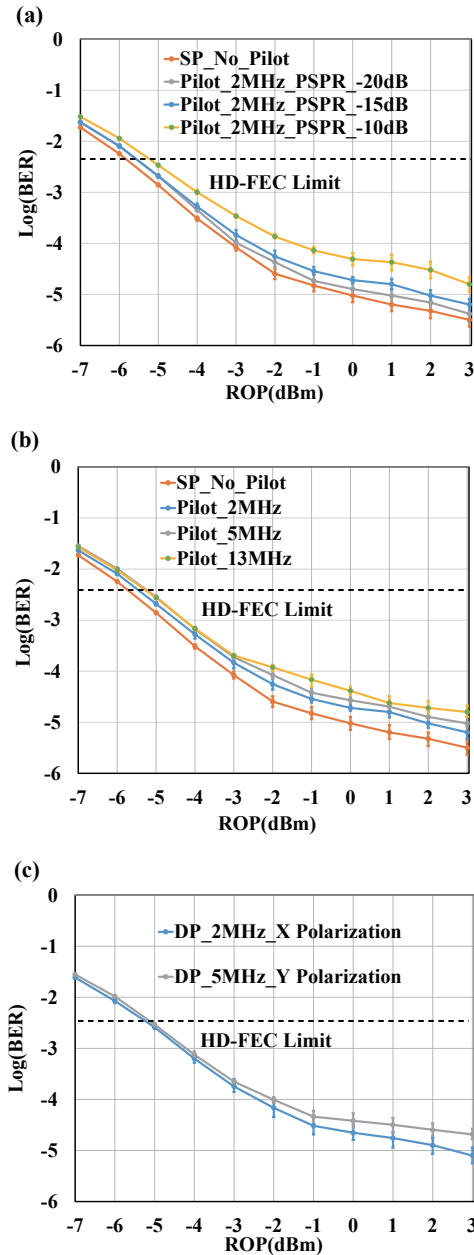 (a)
0
-1
-2
-3
-4
-5
-6
Log(BER)
SP_No_Pilot
Pilot_2MHz_PSPR_-20dB
Pilot_2MHz_PSPR_-15dB
Pilot_2MHz_PSPR_-10dB
HD-FEC Limit
-7 -6 -5 -4 -3 -2 -1 0 1 2 3
ROP(dBm)
(b)
0
-1
-2
-3
-4
-5
-6
Log(BER)
SP_No_Pilot
Pilot_2MHz
Pilot_5MHz
Pilot_13MHz
HD-FEC Limit
-7 -6 -5 -4 -3 -2 -1 0 1 2 3
ROP(dBm)
(c)
0
-1
-2
-3
-4
-5
-6
Log(BER)
DP_2MHz_X Polarization
DP_5MHz_Y Polarization
HD-FEC Limit
-7 -6 -5 -4 -3 -2 -1 0 1 2 3
ROP(dBm)